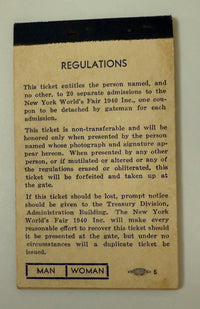 REGULATIONS
This ticket entitles the person named, and
no other, to 20 separate admissions to the
New York World's Fair 1940 Inc., one cou-
pon to be detached by gateman for each
admission.
This ticket is non-transferable and will be
honored only when presented by the person
named whose photograph and signature ap-
pear hereon. When presented by any other
person, or if mutilated or altered or any of
the regulations erased or obliterated, this
ticket will be forfeited and taken up at
the gate.
If this ticket should be lost, prompt notice
should be given to the Treasury Division,
Administration Building. The New York
World's Fair 1940 Inc. will make every
reasonable effort to recover this ticket should
it be presented at the gate, but under no
circumstances will a duplicate ticket be
issued.
MAN WOMAN 5